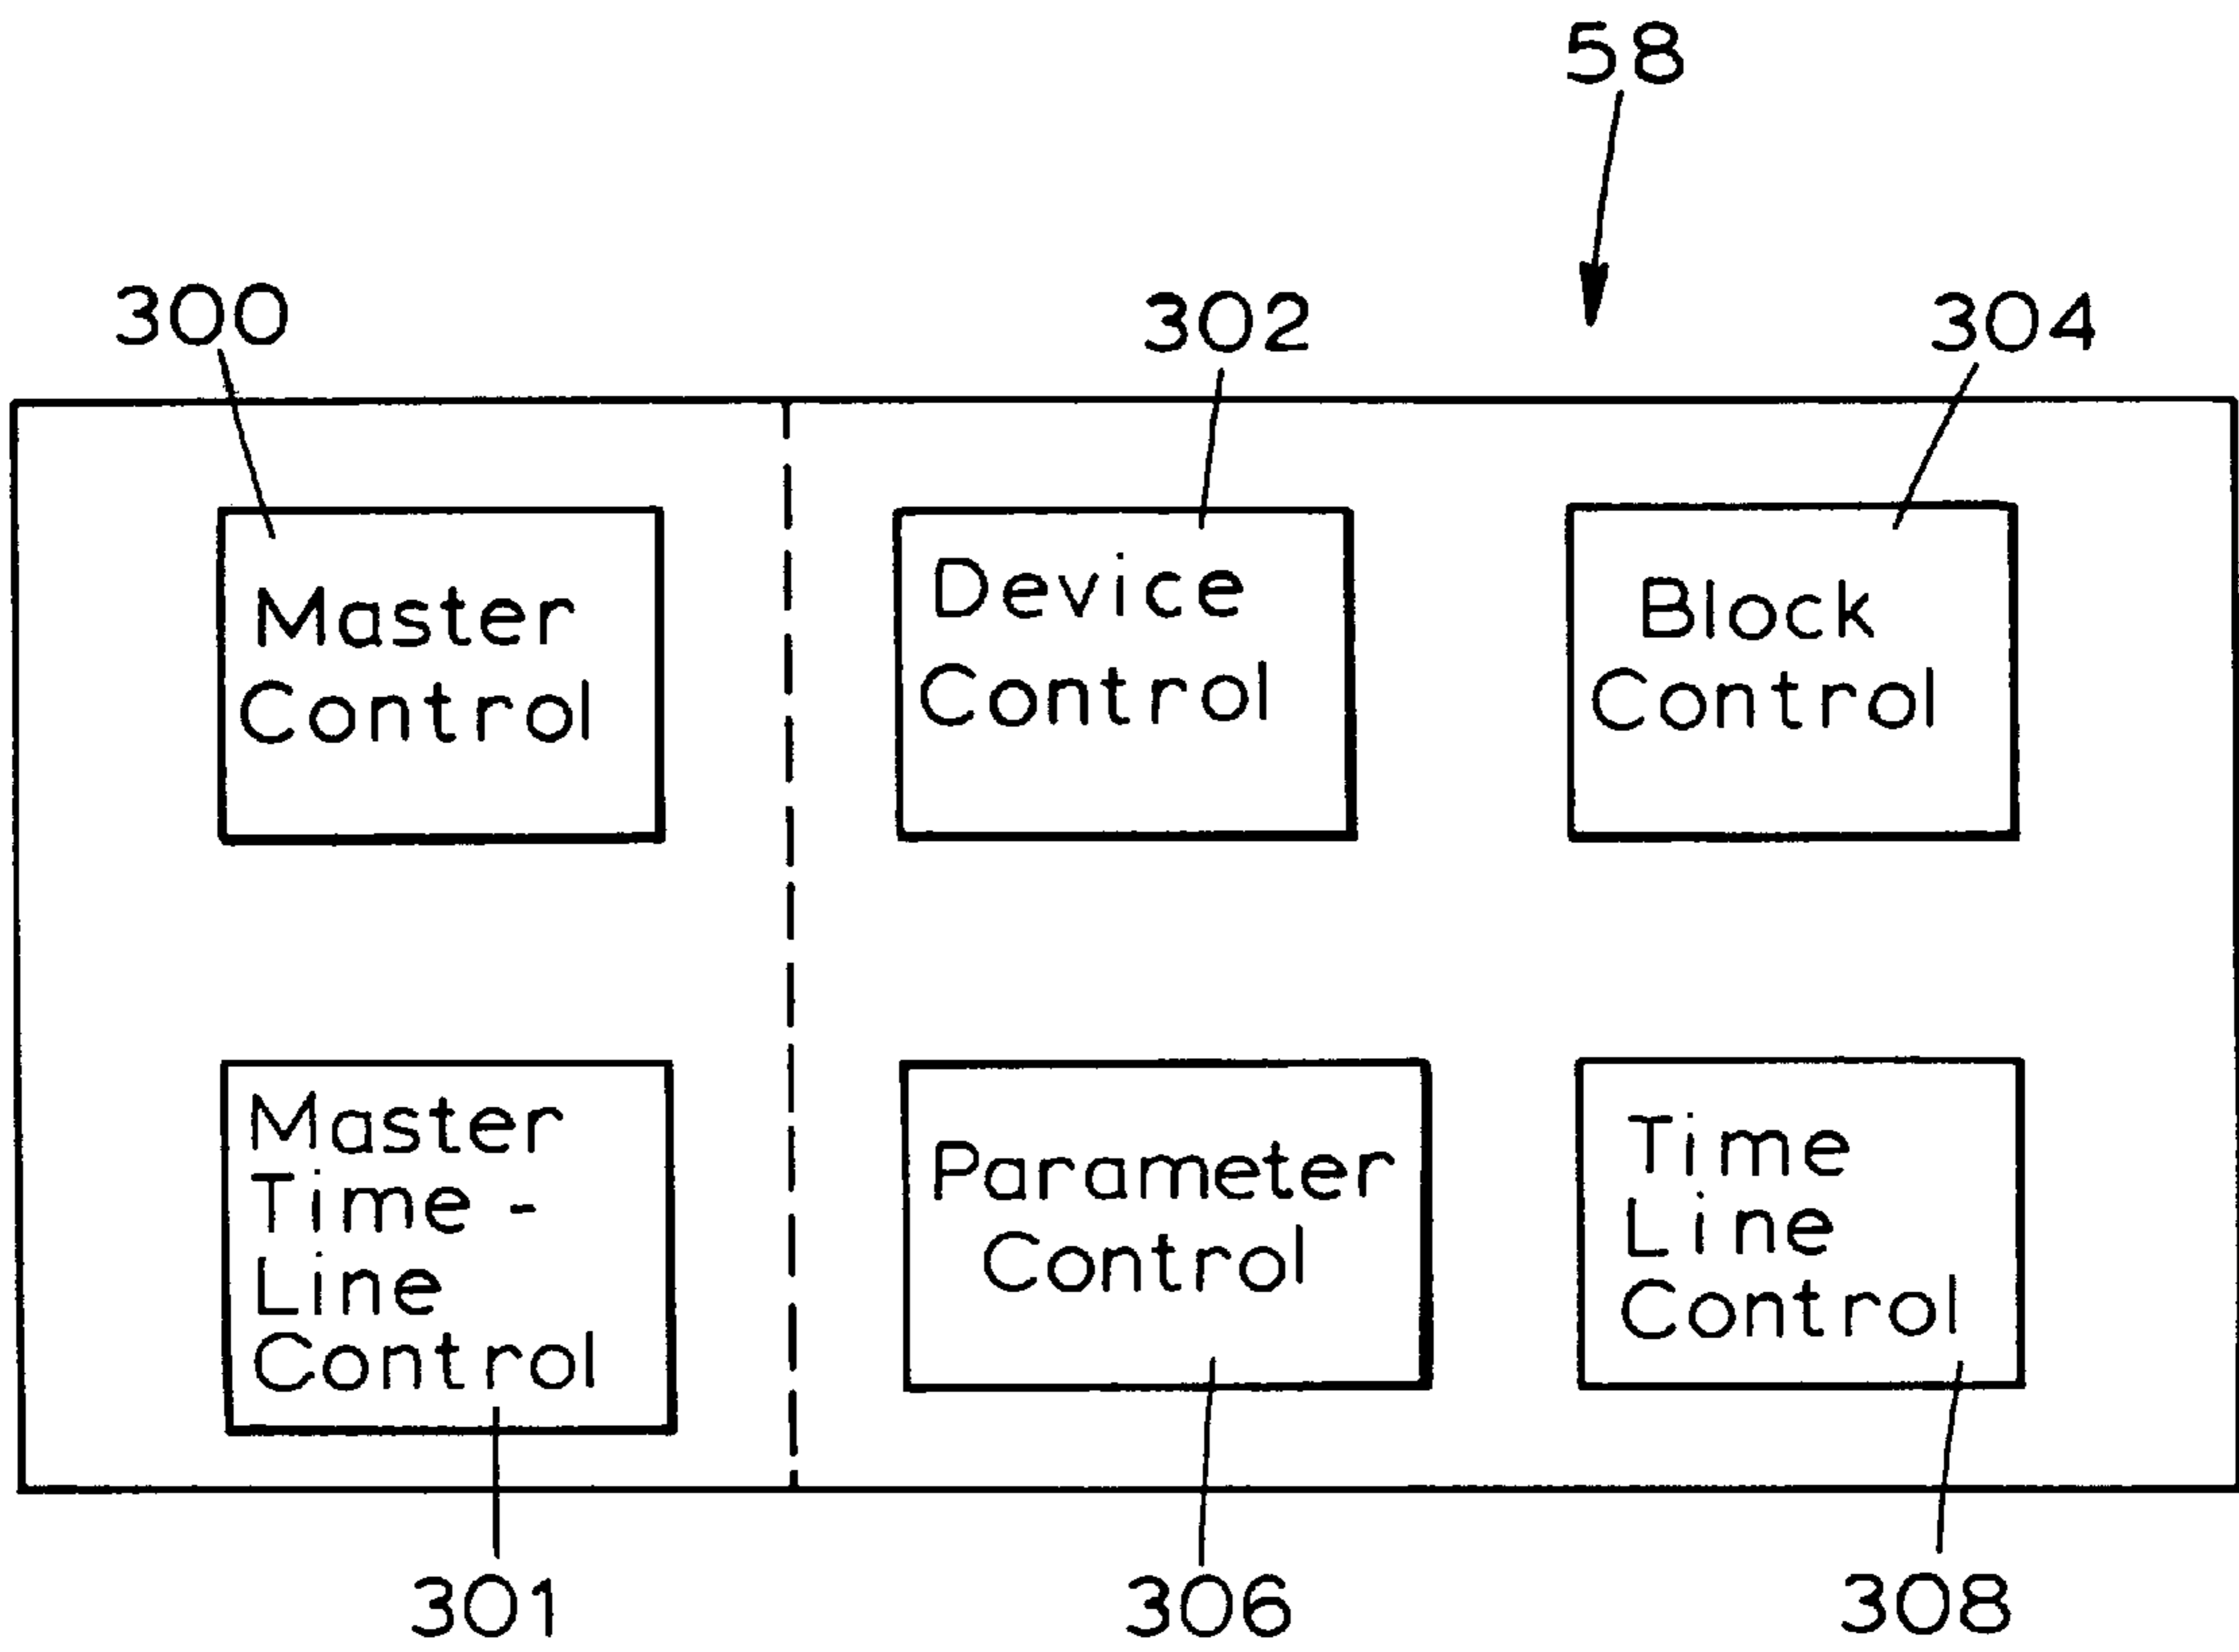 58
300
302
304
Master
Control
Device
Control
Block
Control
Master
Time -
Line
Control
Parameter
Control
Time
Line
Control
301
306
308